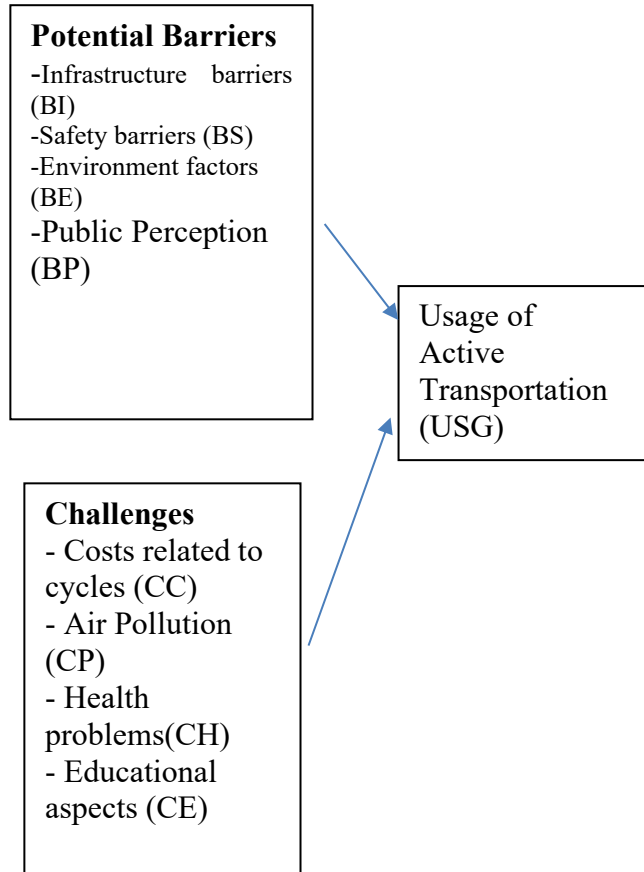 Potential Barriers
-Infrastructure barriers
(BI)
-Safety barriers (BS)
-Environment factors
(BE)
-Public Perception
(BP)
Usage of
Active
Transportation
(USG)
Challenges
- Costs related to
cycles (CC)
- Air Pollution
(CP)
- Health
problems(CH)
- Educational
aspects (CE)